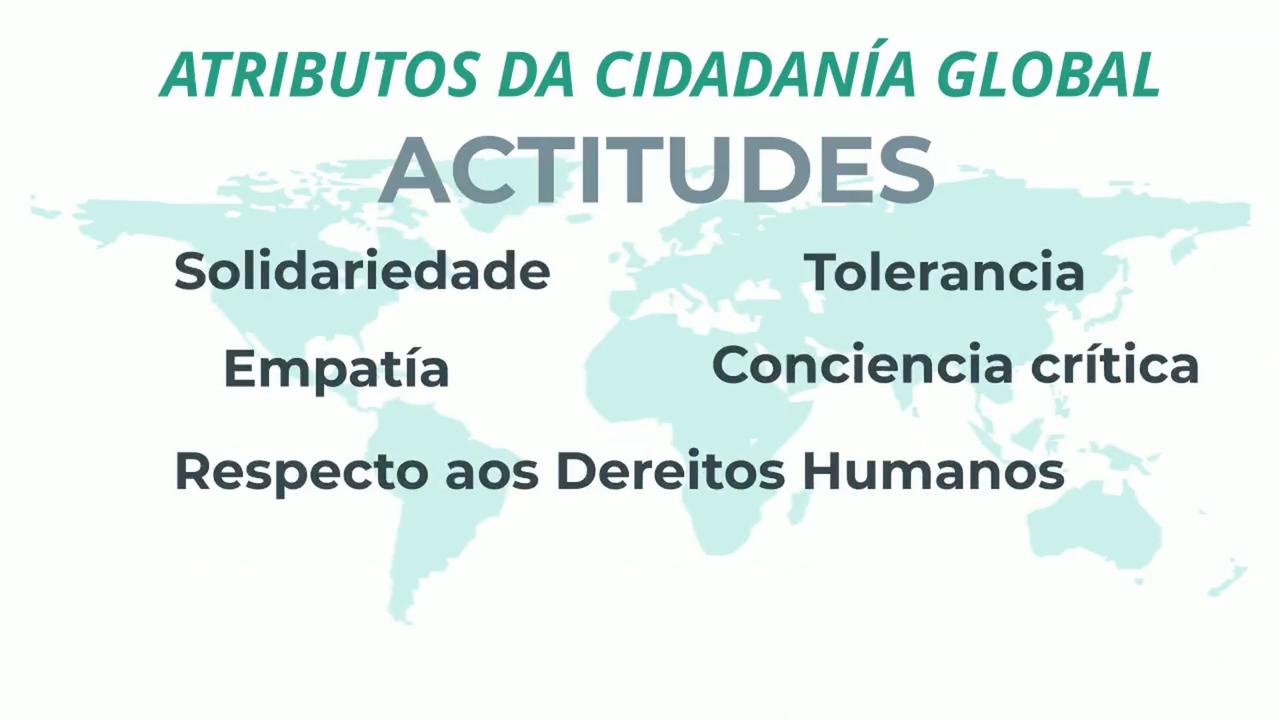 ATRIBUTOS DA CIDADANÍA GLOBAL
ACTITUDES
Solidariedade
Tolerancia
Empatía
Conciencia crítica
Respecto aos Dereitos Humanos